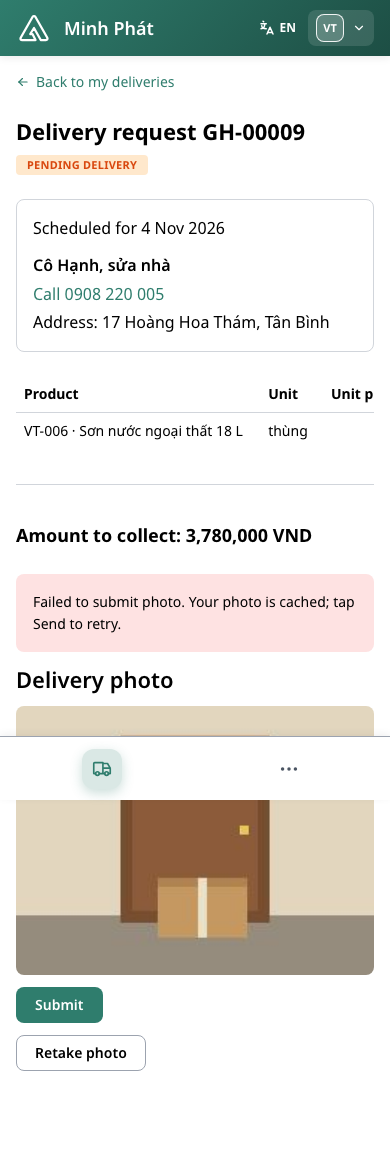 Minh Phát
EN
VT
Back to my deliveries
Delivery request GH-00009
PENDING DELIVERY
Scheduled for 4 Nov 2026
Cô Hạnh, sửa nhà
Call 0908 220 005
Address: 17 Hoàng Hoa Thám, Tân Bình
Product Unit Unit p
VT-006 · Sơn nước ngoại thất 18 L thùng
Amount to collect: 3,780,000 VND
Failed to submit photo. Your photo is cached; tap
Send to retry.
Delivery photo
Submit
Retake photo